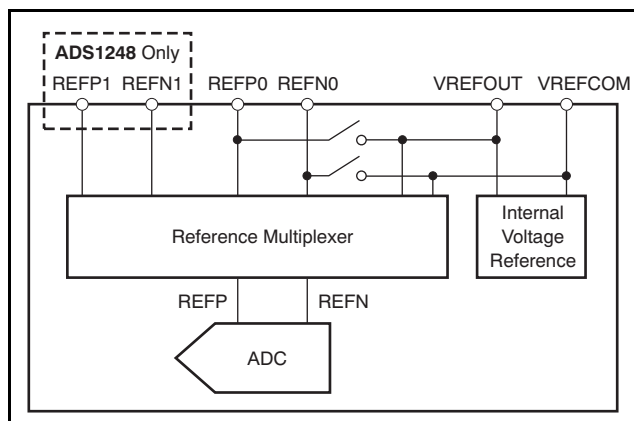 ADS1248 Only
REFP1 REFN1 REFP0 REFN0 VREFOUT VREFCOM
Reference Multiplexer
Internal
Voltage
Reference
REFP REFN
ADC